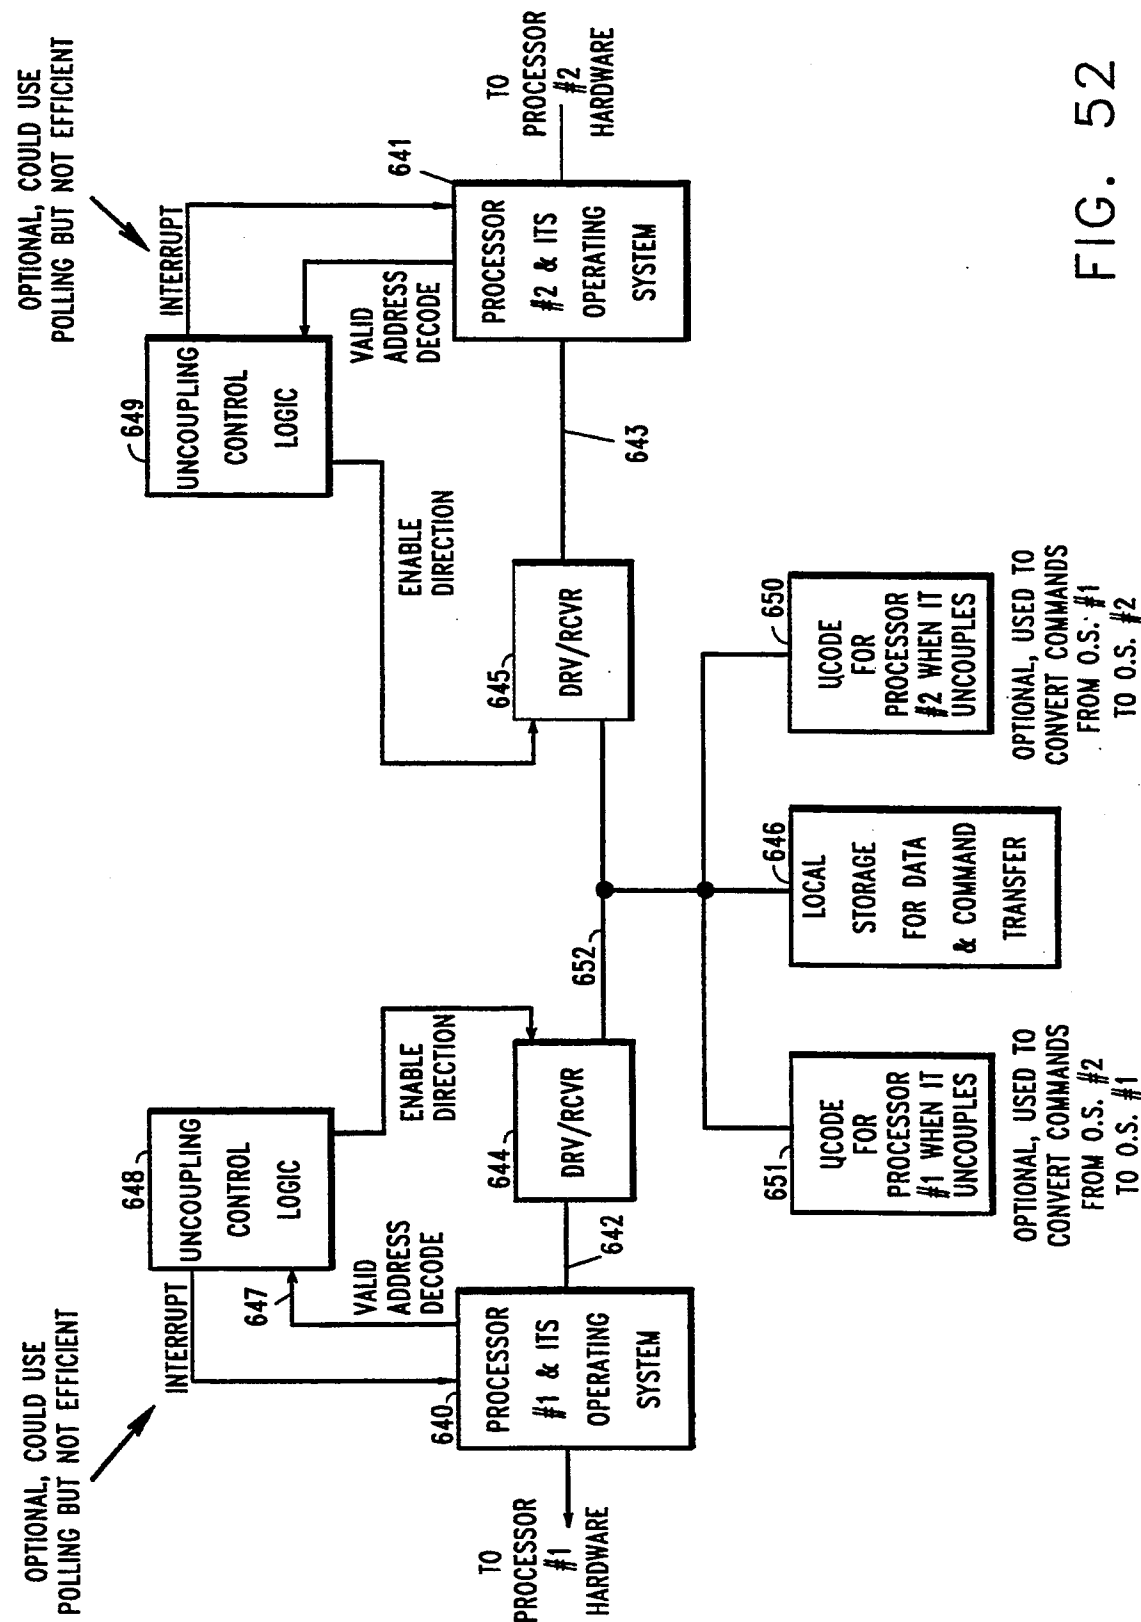 OPTIONAL, COULD USE
POLLING BUT NOT EFFICIENT
OPTIONAL, COULD USE
POLLING BUT NOT EFFICIENT
INTERRUPT
648
UNCOUPLING
CONTROL
LOGIC
647
VALID
ADDRESS
DECODE
ENABLE
DIRECTION
649
UNCOUPLING
CONTROL
LOGIC
INTERRUPT
ENABLE
DIRECTION
VALID
ADDRESS
DECODE
TO
PROCESSOR
#1
HARDWARE
640
PROCESSOR
#1 & ITS
OPERATING
SYSTEM
642
644
DRV/RCVR
652
645
DRV/RCVR
643
641
PROCESSOR
#2 & ITS
OPERATING
SYSTEM
TO
PROCESSOR
#2
HARDWARE
651
µCODE
FOR
PROCESSOR
#1 WHEN IT
UNCOUPLES
OPTIONAL, USED TO
CONVERT COMMANDS
FROM O.S. #2
TO O.S. #1
646
LOCAL
STORAGE
FOR DATA
& COMMAND
TRANSFER
650
µCODE
FOR
PROCESSOR
#2 WHEN IT
UNCOUPLES
OPTIONAL, USED TO
CONVERT COMMANDS
FROM O.S. #1
TO O.S. #2
FIG. 52